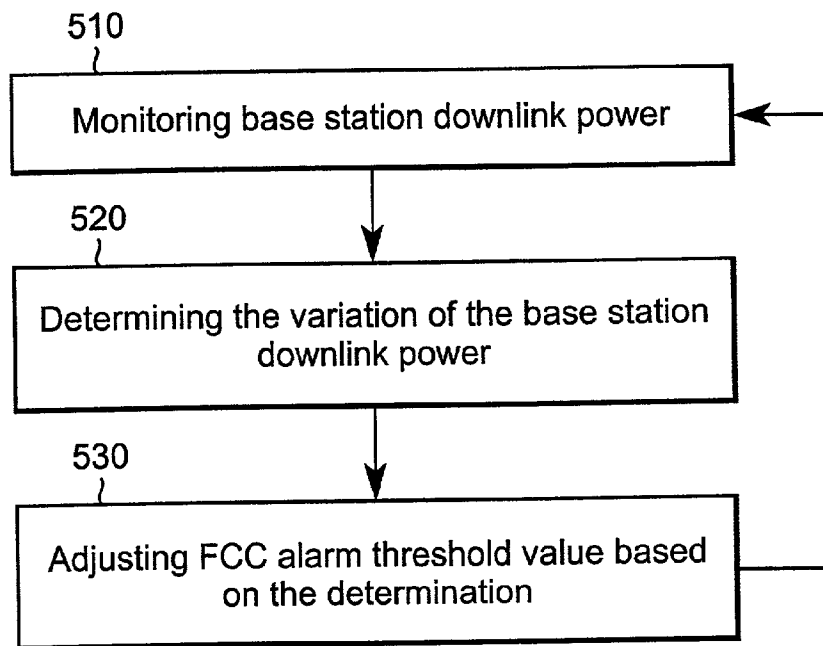 510
Monitoring base station downlink power
520
Determining the variation of the base station
downlink power
530
Adjusting FCC alarm threshold value based
on the determination